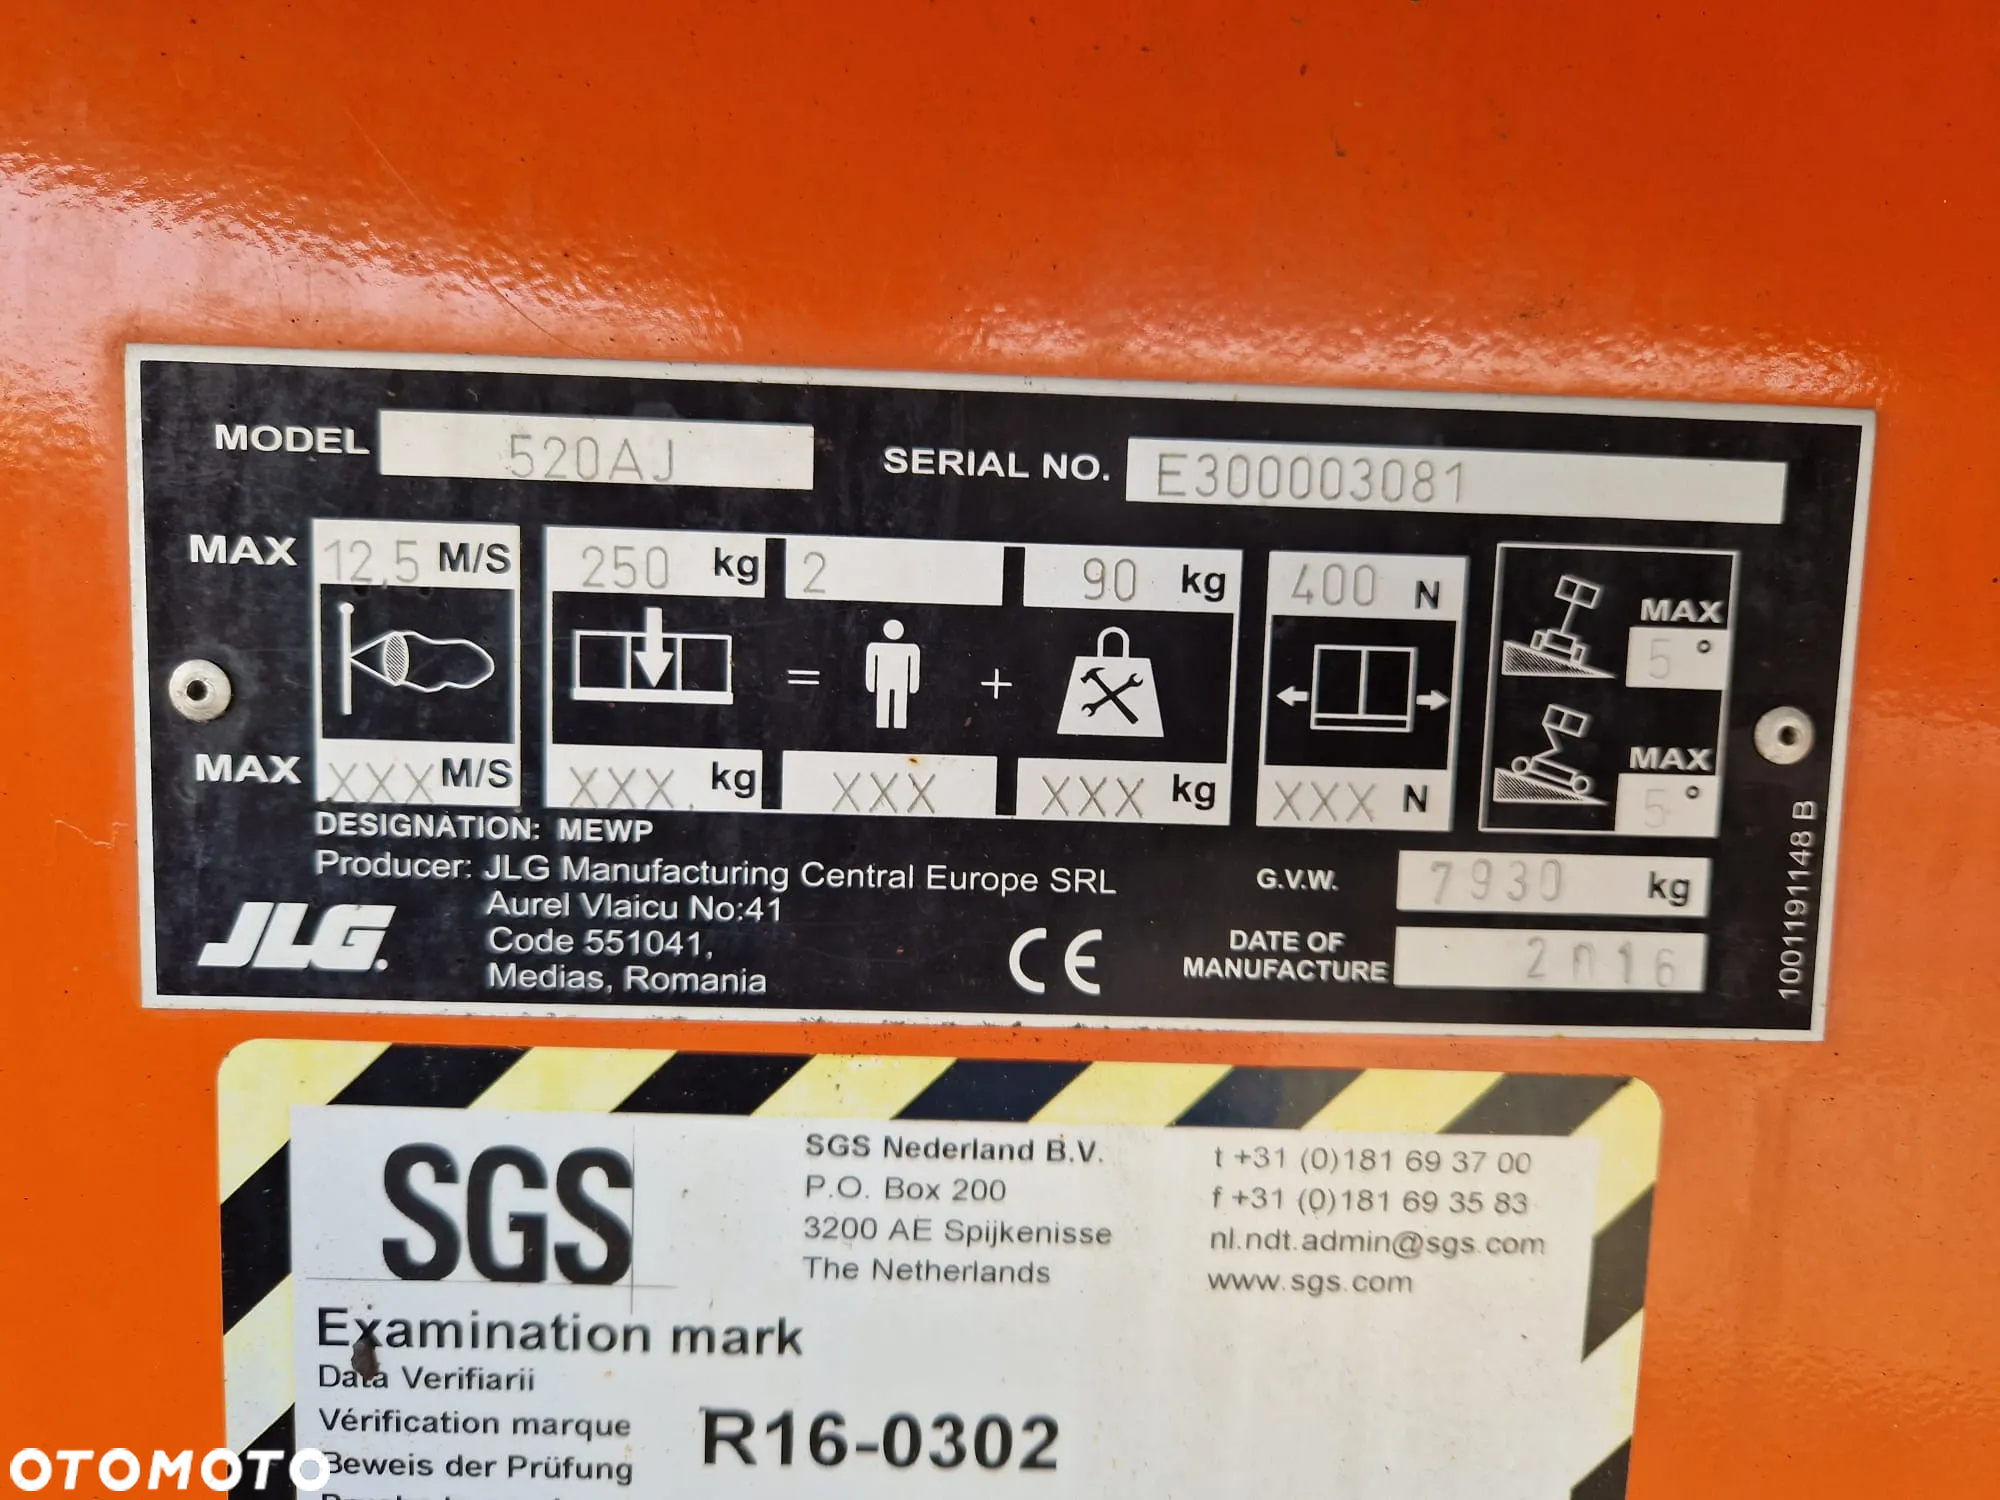 MODEL 520AJ SERIAL NO. E300003081
MAX 12,5 M/S 250 kg 2 90 kg 400 N
MAX 5 °
= +
MAX 5 °
MAX XXX M/S XXX kg XXX XXX kg XXX N
DESIGNATION: MEWP
Producer: JLG Manufacturing Central Europe SRL
Aurel Vlaicu No:41
Code 551041,
Medias, Romania
JLG.
CE
G.V.W. 7930 kg
DATE OF
MANUFACTURE 2016
1001191148 B
SGS
SGS Nederland B.V.
P.O. Box 200
3200 AE Spijkenisse
The Netherlands
t +31 (0)181 69 37 00
f +31 (0)181 69 35 83
nl.ndt.admin@sgs.com
www.sgs.com
Examination mark
Data Verifiarii
Vérification marque
Beweis der Prüfung
R16-0302
OTOMOTO